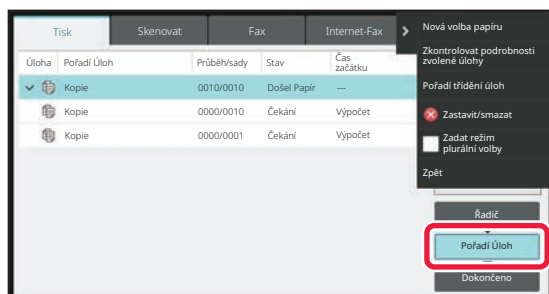 Tisk Skenovat Fax Internet-Fax
Úloha Pořadí Úloh Průběh/sady Stav Čas začátku
Kopie 0010/0010 Došel Papír ---
Kopie 0000/0010 Čekání Výpočet
Kopie 0000/0001 Čekání Výpočet
Nová volba papíru
Zkontrolovat podrobnosti
zvolené úlohy
Pořadí třídění úloh
Zastavit/smazat
Zadat režim
plurální volby
Zpět
Řadič
Pořadí Úloh
Dokončeno